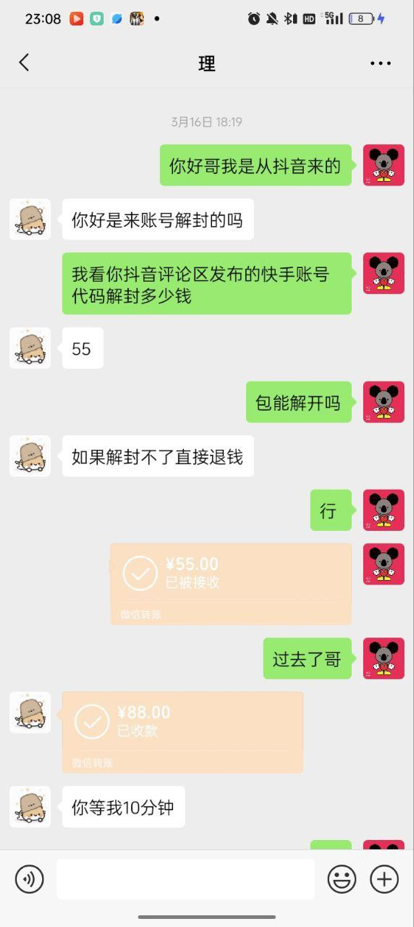 23:08
HD
5G
8
理
3月16日 18:19
你好哥我是从抖音来的
你好是来账号解封的吗
我看你抖音评论区发布的快手账号
代码解封多少钱
55
包能解开吗
如果解封不了直接退钱
行
¥55.00
已被接收
微信转账
过去了哥
¥88.00
已收款
微信转账
你等我10分钟